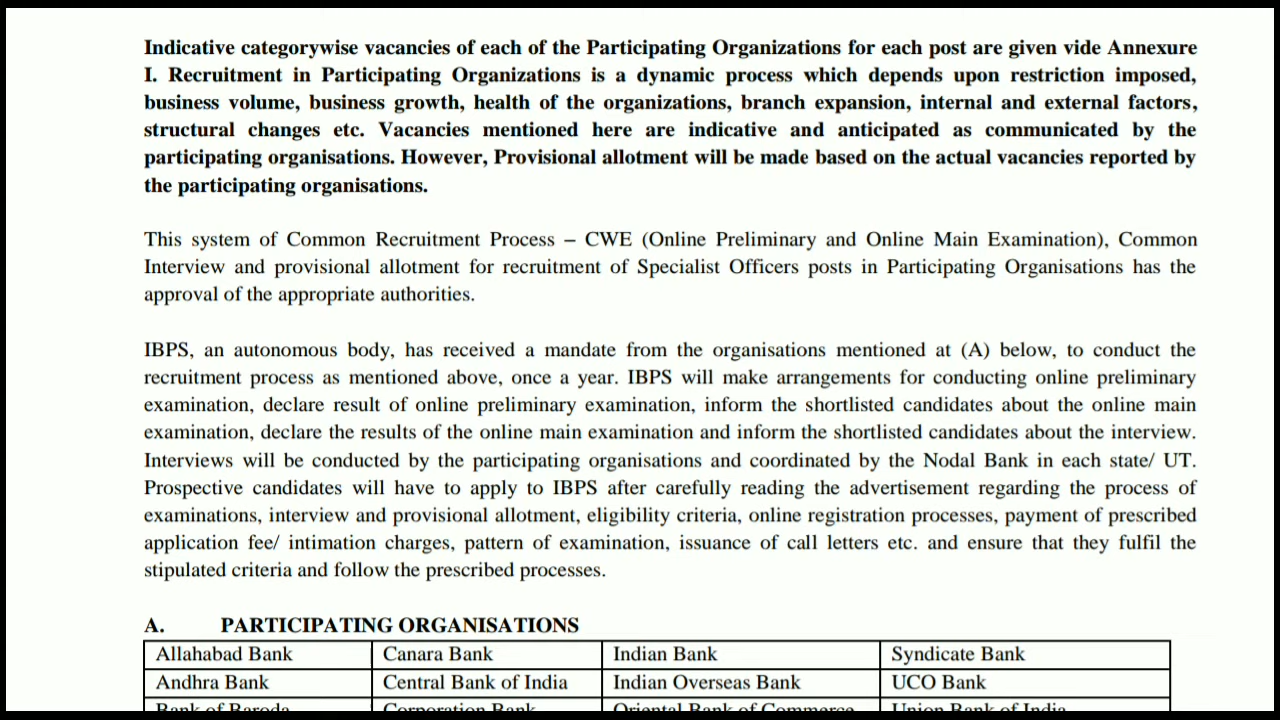 Indicative categorywise vacancies of each of the Participating Organizations for each post are given vide Annexure
I. Recruitment in Participating Organizations is a dynamic process which depends upon restriction imposed,
business volume, business growth, health of the organizations, branch expansion, internal and external factors,
structural changes etc. Vacancies mentioned here are indicative and anticipated as communicated by the
participating organisations. However, Provisional allotment will be made based on the actual vacancies reported by
the participating organisations.
This system of Common Recruitment Process – CWE (Online Preliminary and Online Main Examination), Common
Interview and provisional allotment for recruitment of Specialist Officers posts in Participating Organisations has the
approval of the appropriate authorities.
IBPS, an autonomous body, has received a mandate from the organisations mentioned at (A) below, to conduct the
recruitment process as mentioned above, once a year. IBPS will make arrangements for conducting online preliminary
examination, declare result of online preliminary examination, inform the shortlisted candidates about the online main
examination, declare the results of the online main examination and inform the shortlisted candidates about the interview.
Interviews will be conducted by the participating organisations and coordinated by the Nodal Bank in each state/ UT.
Prospective candidates will have to apply to IBPS after carefully reading the advertisement regarding the process of
examinations, interview and provisional allotment, eligibility criteria, online registration processes, payment of prescribed
application fee/ intimation charges, pattern of examination, issuance of call letters etc. and ensure that they fulfil the
stipulated criteria and follow the prescribed processes.
A. PARTICIPATING ORGANISATIONS
Allahabad Bank Canara Bank Indian Bank Syndicate Bank
Andhra Bank Central Bank of India Indian Overseas Bank UCO Bank
Bank of Baroda Corporation Bank Oriental Bank of Commerce Union Bank of India